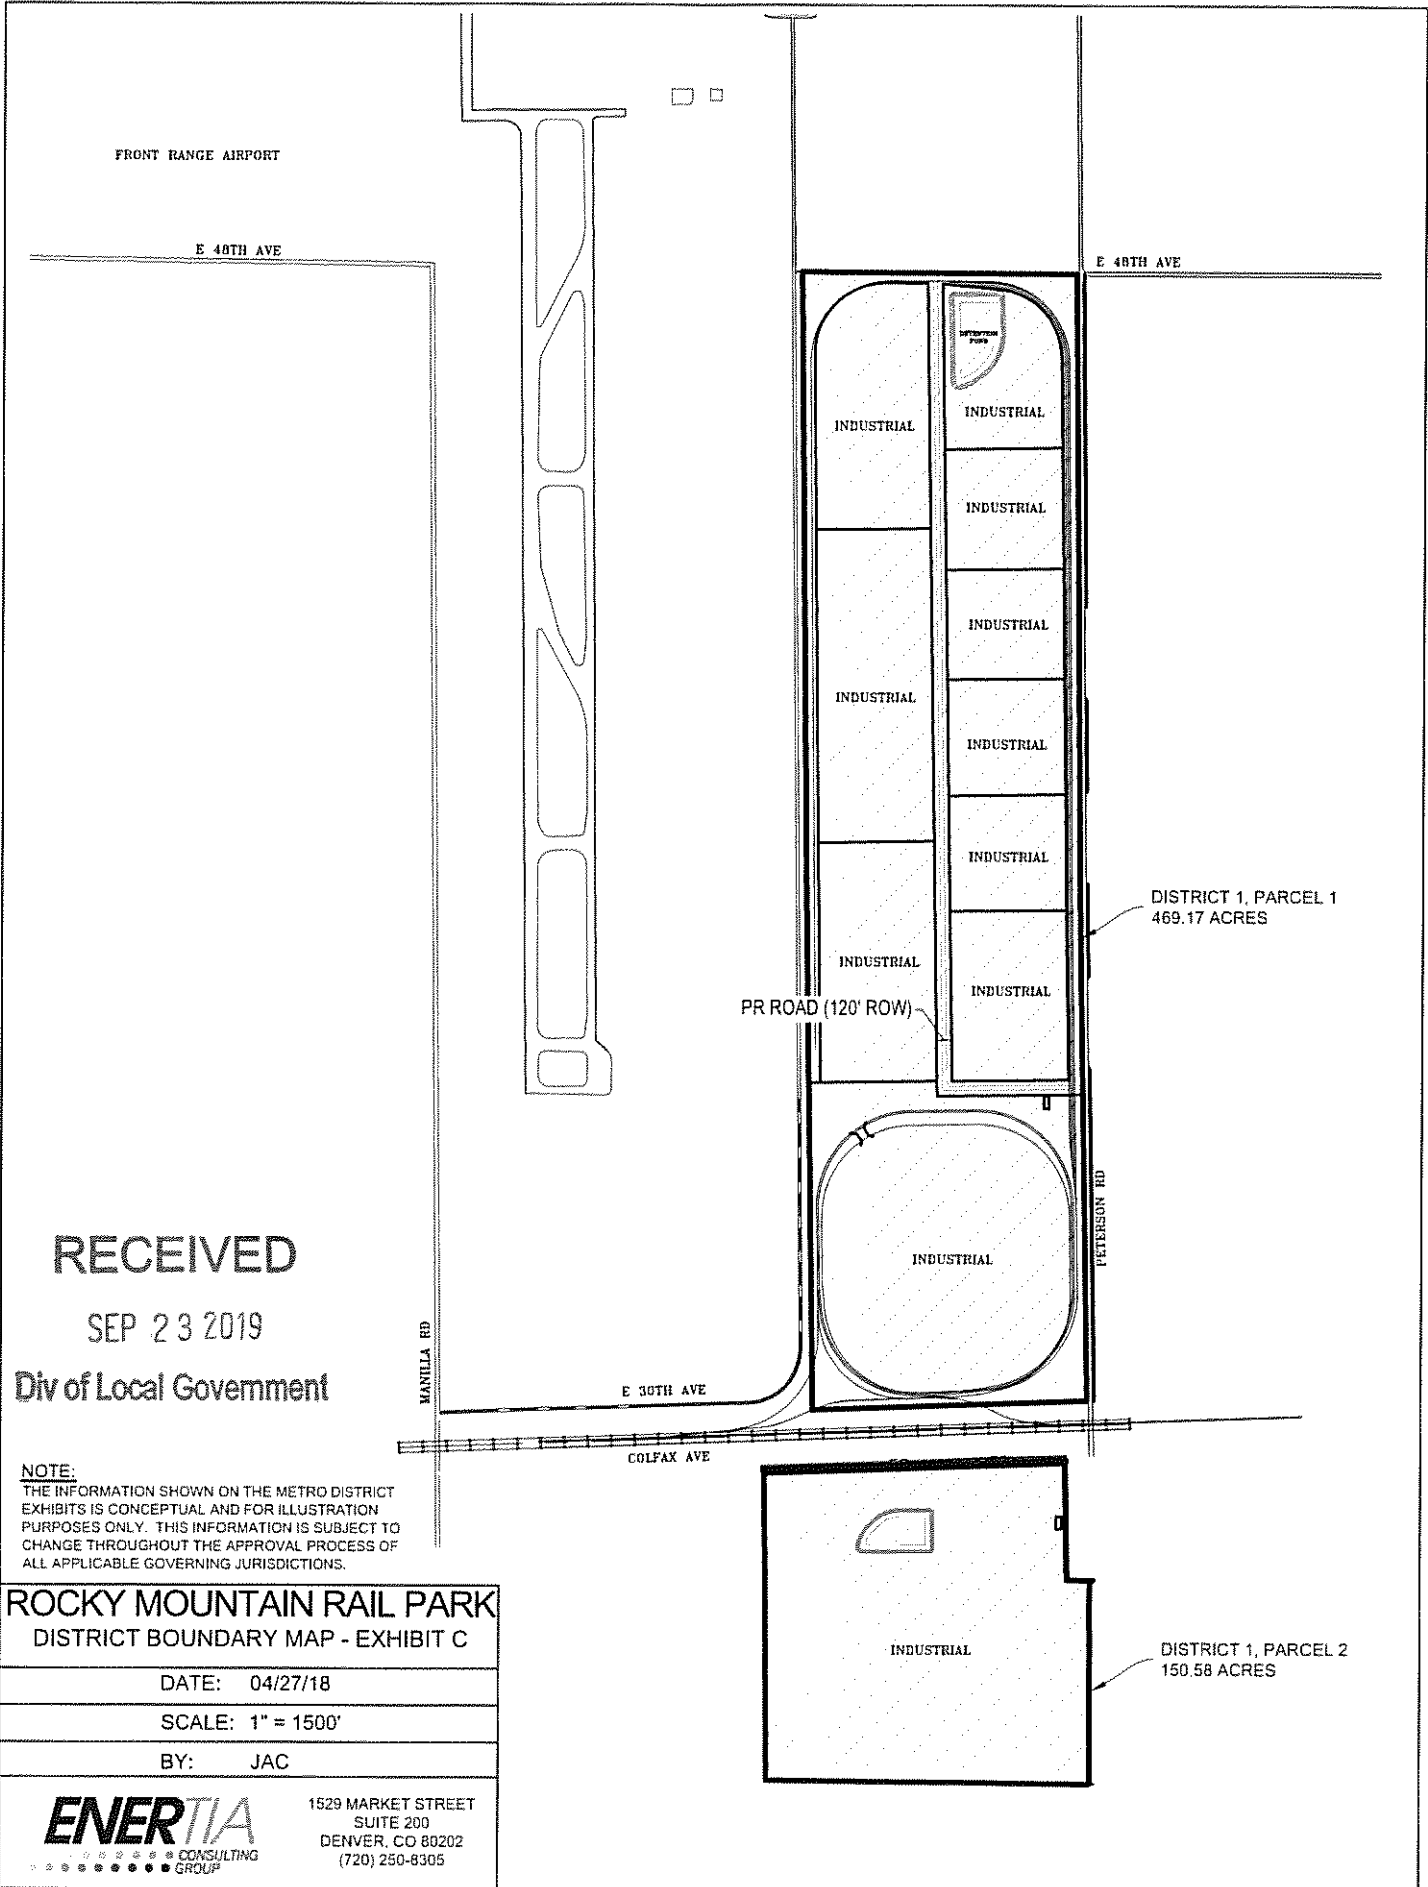 FRONT RANGE AIRPORT
E 48TH AVE
E 48TH AVE
DETENTION
POND
INDUSTRIAL
INDUSTRIAL
INDUSTRIAL
INDUSTRIAL
INDUSTRIAL
INDUSTRIAL
INDUSTRIAL
INDUSTRIAL
DISTRICT 1, PARCEL 1
469.17 ACRES
INDUSTRIAL
INDUSTRIAL
PR ROAD (120' ROW)
PETERSON RD
INDUSTRIAL
RECEIVED
SEP 23 2019
Div of Local Government
MANILLA RD
E 30TH AVE
COLFAX AVE
NOTE:
THE INFORMATION SHOWN ON THE METRO DISTRICT
EXHIBITS IS CONCEPTUAL AND FOR ILLUSTRATION
PURPOSES ONLY. THIS INFORMATION IS SUBJECT TO
CHANGE THROUGHOUT THE APPROVAL PROCESS OF
ALL APPLICABLE GOVERNING JURISDICTIONS.
INDUSTRIAL
DISTRICT 1, PARCEL 2
150.58 ACRES
ROCKY MOUNTAIN RAIL PARK
DISTRICT BOUNDARY MAP - EXHIBIT C
DATE: 04/27/18
SCALE: 1" = 1500'
BY: JAC
ENERTIA
CONSULTING
GROUP
1529 MARKET STREET
SUITE 200
DENVER, CO 80202
(720) 250-8305